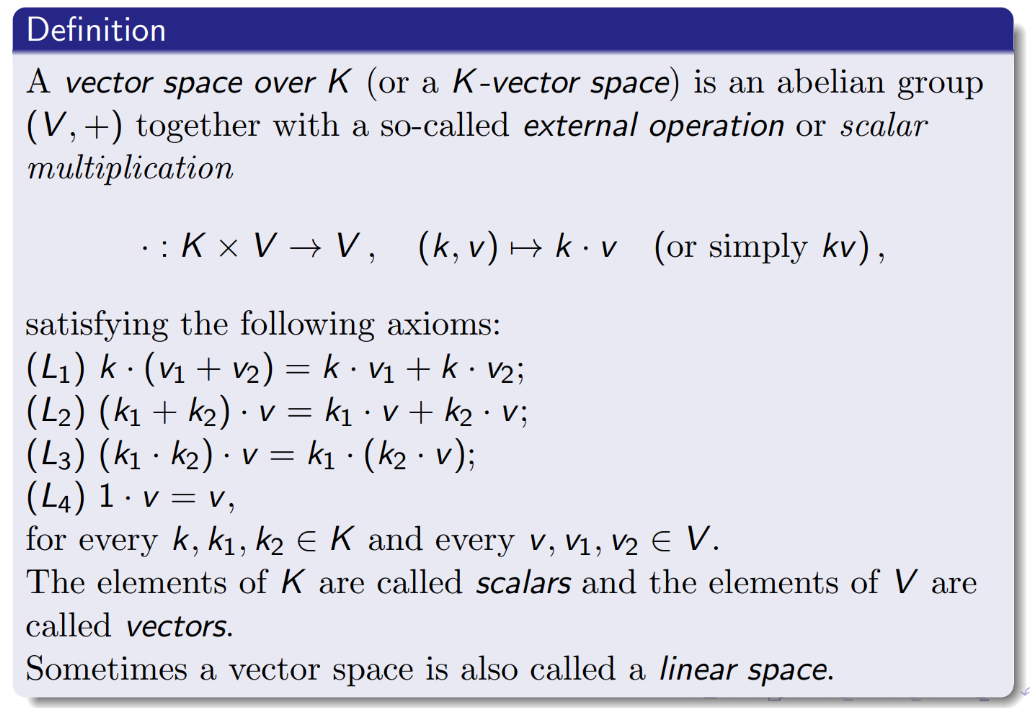 Definition
A vector space over K (or a K-vector space) is an abelian group
(V, +) together with a so-called external operation or scalar
multiplication
· : K × V → V , (k, v) ↦ k · v (or simply kv) ,
satisfying the following axioms:
(L₁) k · (v₁ + v₂) = k · v₁ + k · v₂;
(L₂) (k₁ + k₂) · v = k₁ · v + k₂ · v;
(L₃) (k₁ · k₂) · v = k₁ · (k₂ · v);
(L₄) 1 · v = v,
for every k, k₁, k₂ ∈ K and every v, v₁, v₂ ∈ V.
The elements of K are called scalars and the elements of V are
called vectors.
Sometimes a vector space is also called a linear space.